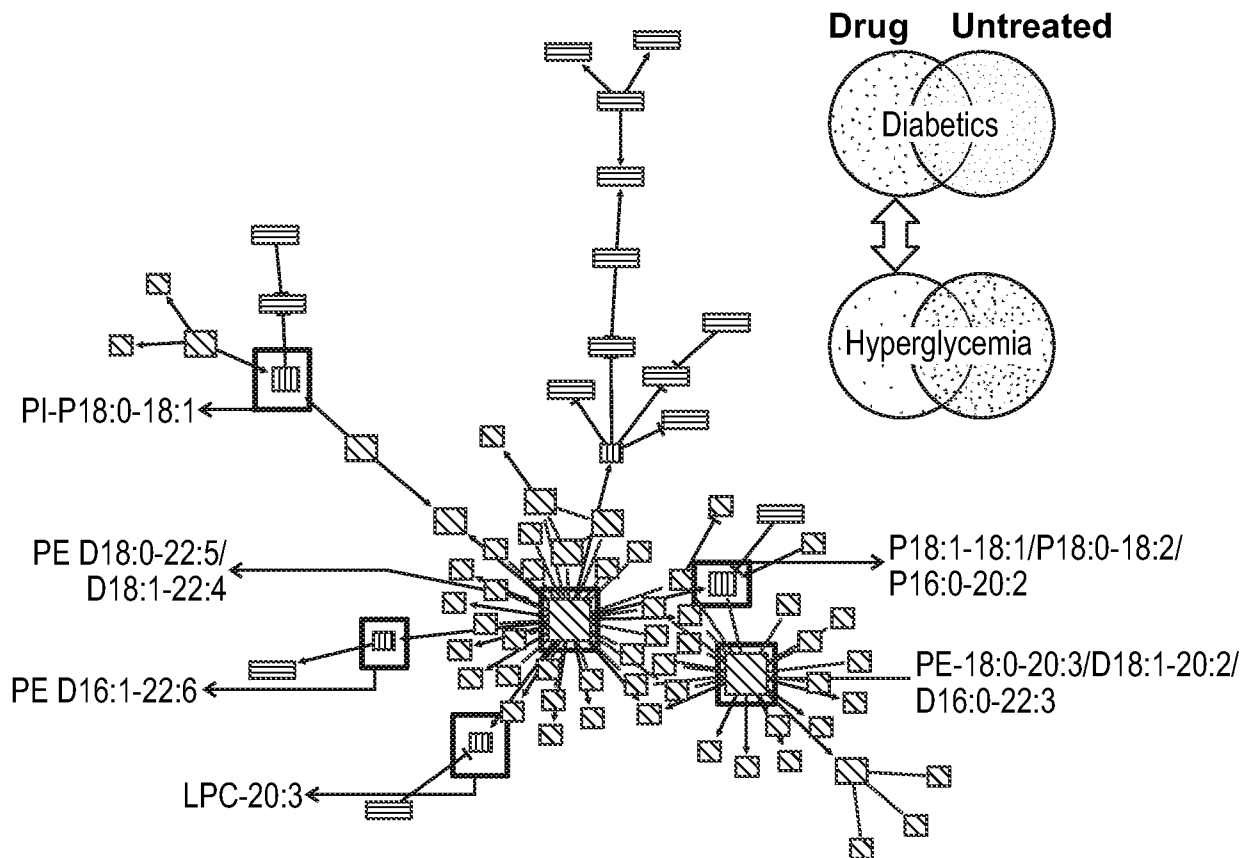 Drug Untreated
Diabetics
Hyperglycemia
PI-P18:0-18:1
PE D18:0-22:5/
D18:1-22:4
P18:1-18:1/P18:0-18:2/
P16:0-20:2
PE D16:1-22:6
PE-18:0-20:3/D18:1-20:2/
D16:0-22:3
LPC-20:3